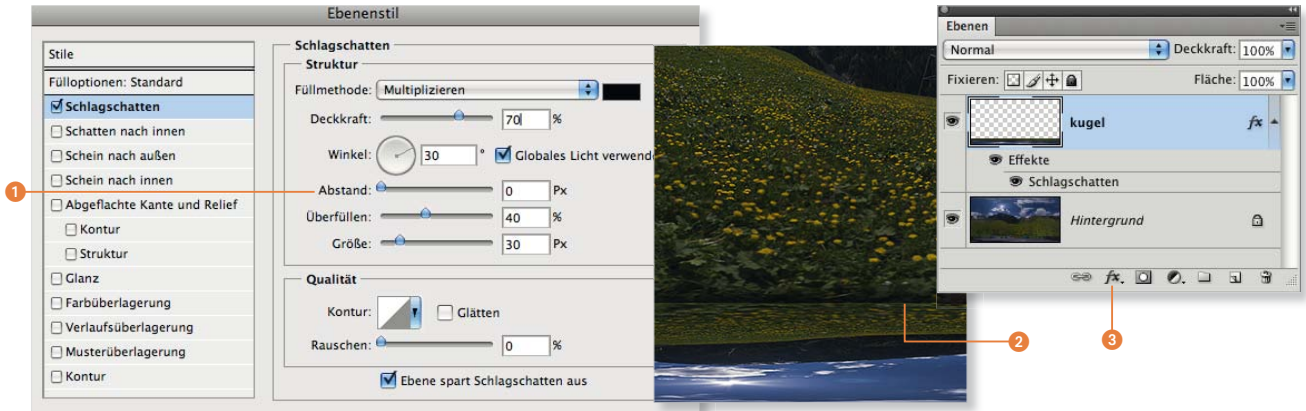 Ebenenstil
Stile
Fülloptionen: Standard
Schlagschatten
Schatten nach innen
Schein nach außen
Schein nach innen
Abgeflachte Kante und Relief
Kontur
Struktur
Glanz
Farbüberlagerung
Verlaufsüberlagerung
Musterüberlagerung
Kontur
Schlagschatten
Struktur
Füllmethode: Multiplizieren
Deckkraft: 70 %
Winkel: 30 ° Globales Licht verwende
Abstand: 0 Px
Überfüllen: 40 %
Größe: 30 Px
Qualität
Kontur: Glätten
Rauschen: 0 %
Ebene spart Schlagschatten aus
1
2
Ebenen
Normal Deckkraft: 100%
Fixieren: Fläche: 100%
kugel fx
Effekte
Schlagschatten
Hintergrund
fx.
3